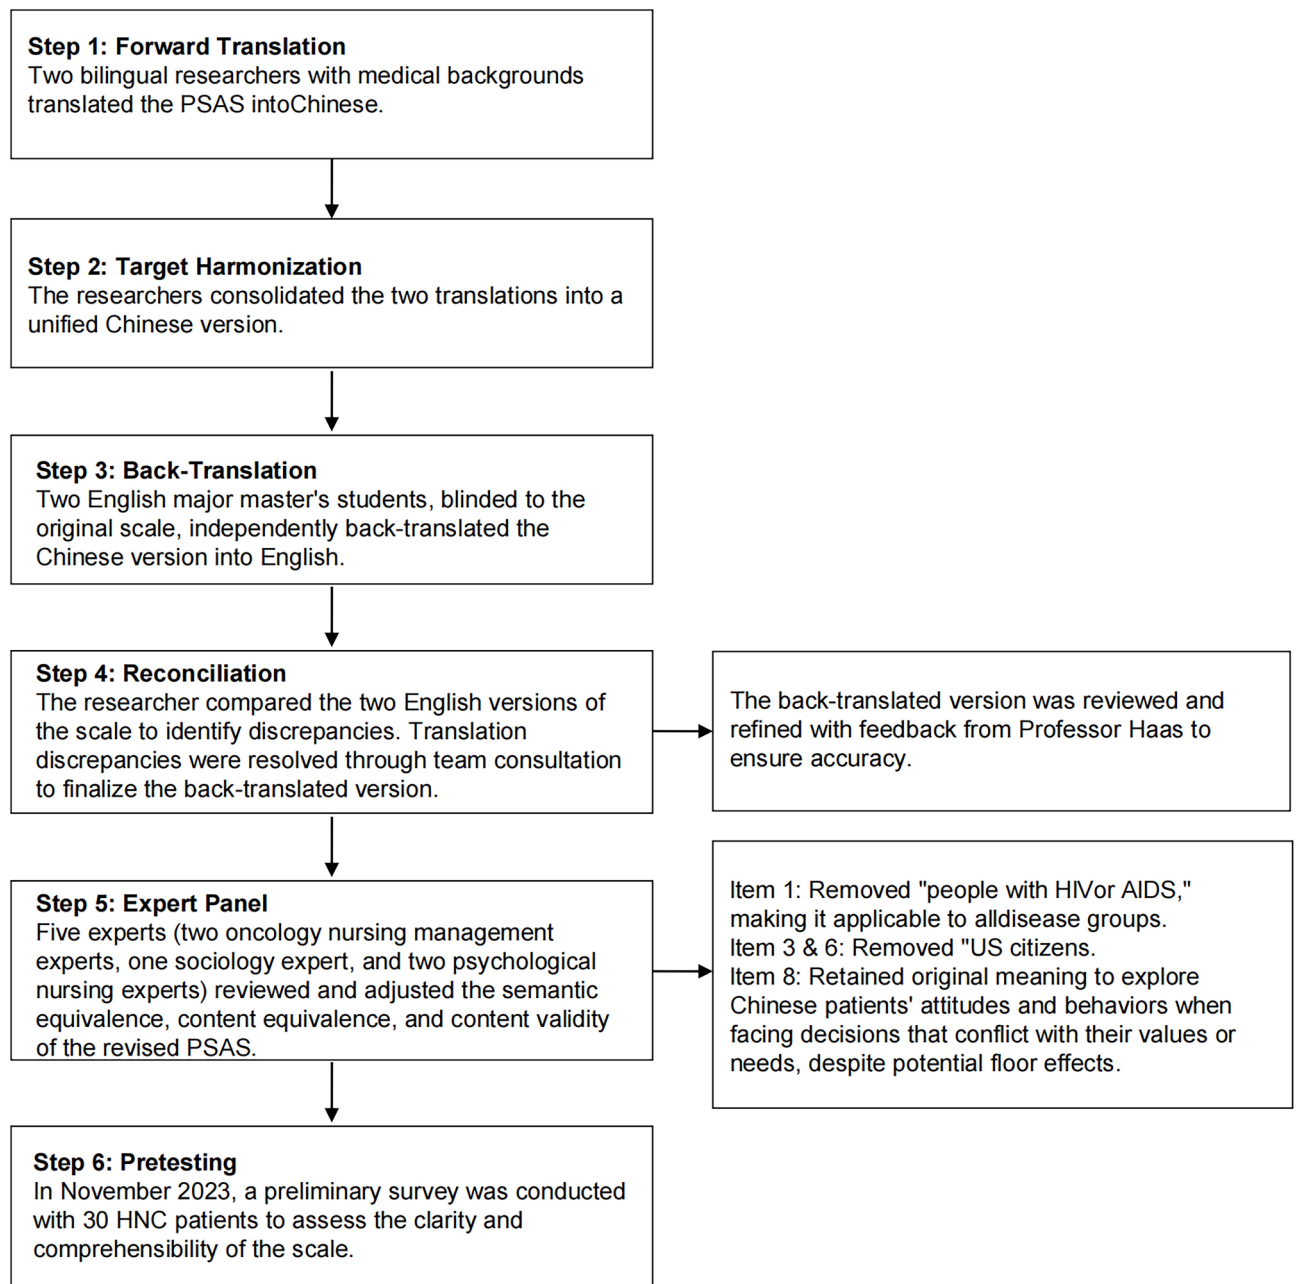 Step 1: Forward Translation
Two bilingual researchers with medical backgrounds
translated the PSAS intoChinese.
Step 2: Target Harmonization
The researchers consolidated the two translations into a
unified Chinese version.
Step 3: Back-Translation
Two English major master's students, blinded to the
original scale, independently back-translated the
Chinese version into English.
Step 4: Reconciliation
The researcher compared the two English versions of
the scale to identify discrepancies. Translation
discrepancies were resolved through team consultation
to finalize the back-translated version.
The back-translated version was reviewed and
refined with feedback from Professor Haas to
ensure accuracy.
Step 5: Expert Panel
Five experts (two oncology nursing management
experts, one sociology expert, and two psychological
nursing experts) reviewed and adjusted the semantic
equivalence, content equivalence, and content validity
of the revised PSAS.
Item 1: Removed "people with HIVor AIDS,"
making it applicable to alldisease groups.
Item 3 & 6: Removed "US citizens.
Item 8: Retained original meaning to explore
Chinese patients' attitudes and behaviors when
facing decisions that conflict with their values or
needs, despite potential floor effects.
Step 6: Pretesting
In November 2023, a preliminary survey was conducted
with 30 HNC patients to assess the clarity and
comprehensibility of the scale.